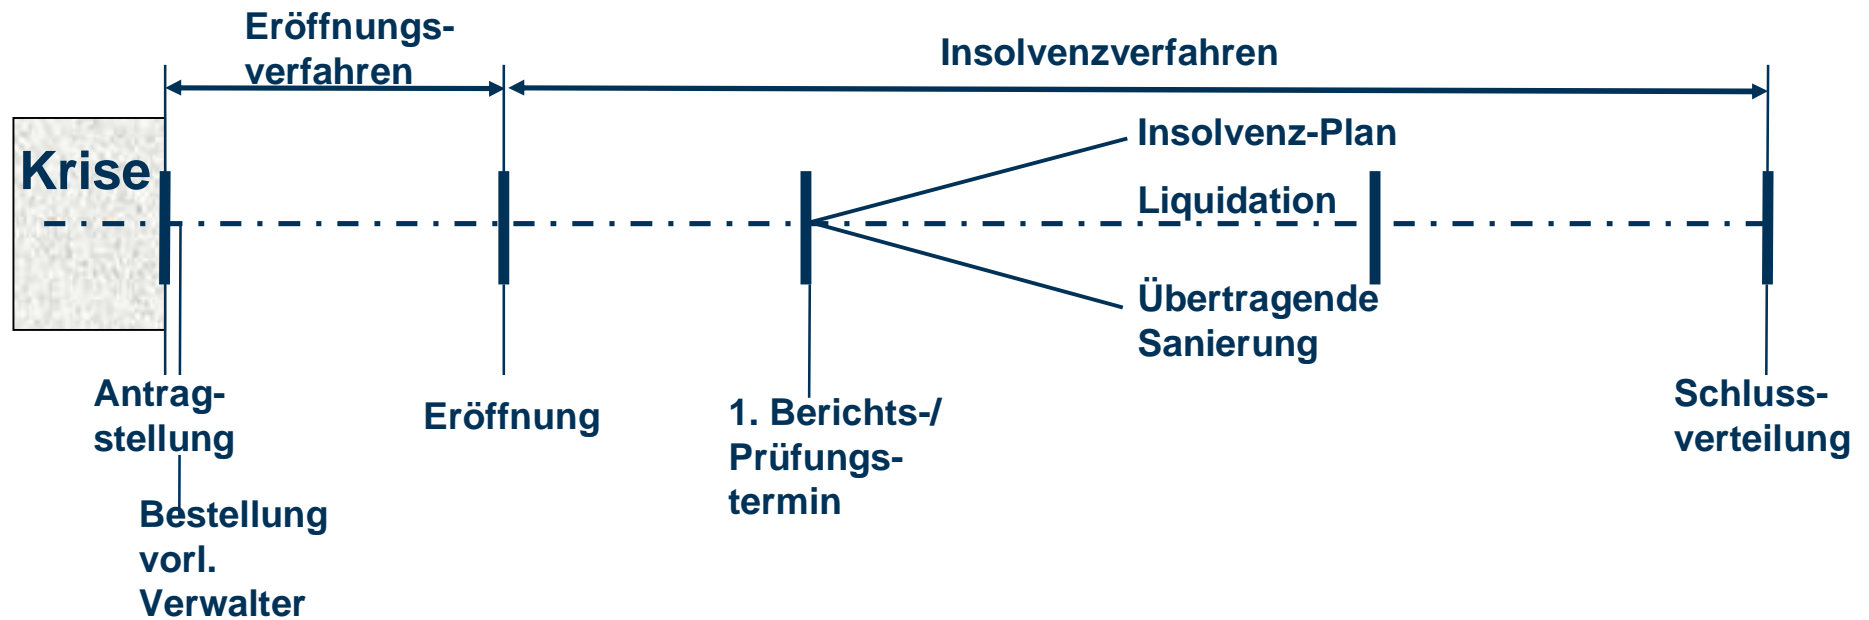 Eröffnungs-
verfahren
Insolvenzverfahren
Krise
Insolvenz-Plan
Liquidation
Übertragende
Sanierung
Antrag-
stellung
Bestellung
vorl.
Verwalter
Eröffnung
1. Berichts-/
Prüfungs-
termin
Schluss-
verteilung